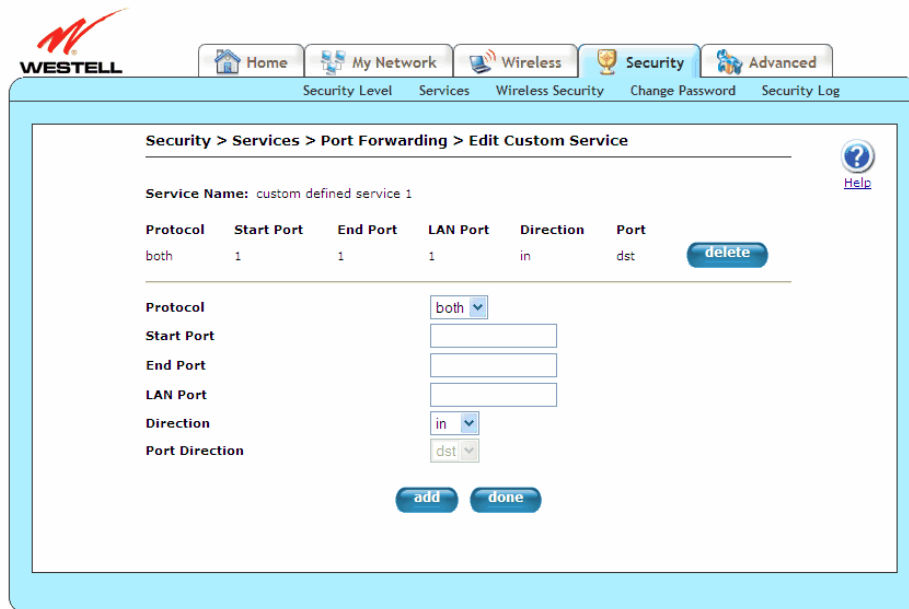 WESTELL
Home My Network Wireless Security Advanced
Security Level Services Wireless Security Change Password Security Log
Security > Services > Port Forwarding > Edit Custom Service
Help
Service Name: custom defined service 1
Protocol Start Port End Port LAN Port Direction Port
both 1 1 1 in dst delete
Protocol both
Start Port
End Port
LAN Port
Direction in
Port Direction dst
add done